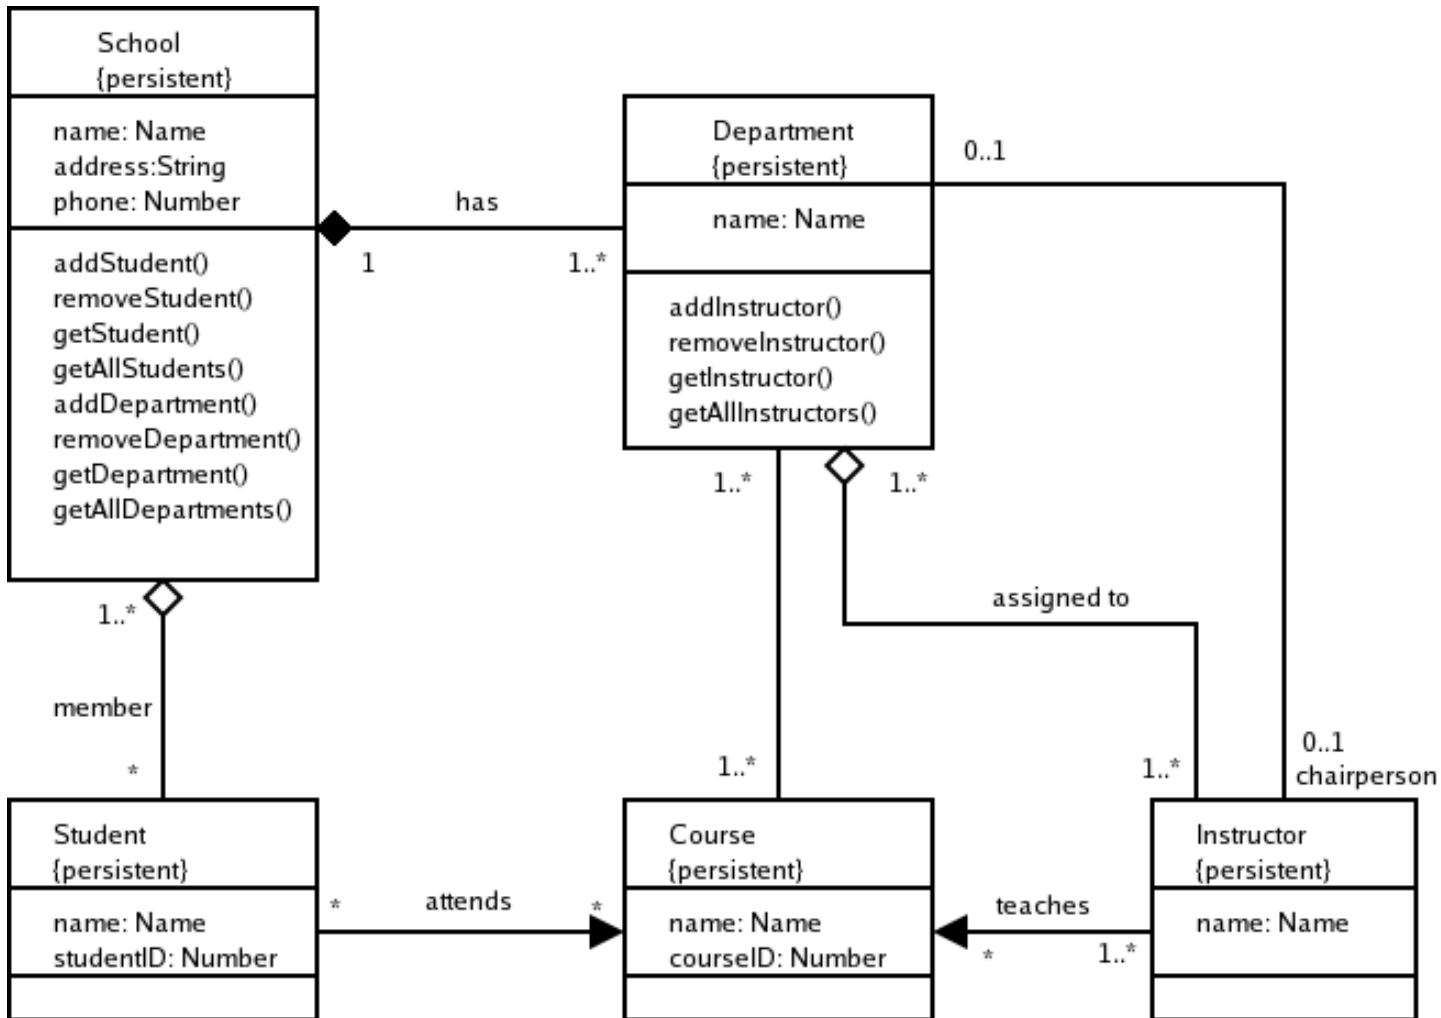 School
{persistent}
name: Name
address:String
phone: Number
addStudent()
removeStudent()
getStudent()
getAllStudents()
addDepartment()
removeDepartment()
getDepartment()
getAllDepartments()
has
1
1..*
Department
{persistent}
name: Name
addInstructor()
removeInstructor()
getInstructor()
getAllInstructors()
0..1
1..*
1..*
1..*
member
*
assigned to
1..*
1..*
0..1
chairperson
Student
{persistent}
name: Name
studentID: Number
*
attends
*
Course
{persistent}
name: Name
courseID: Number
teaches
*
1..*
Instructor
{persistent}
name: Name